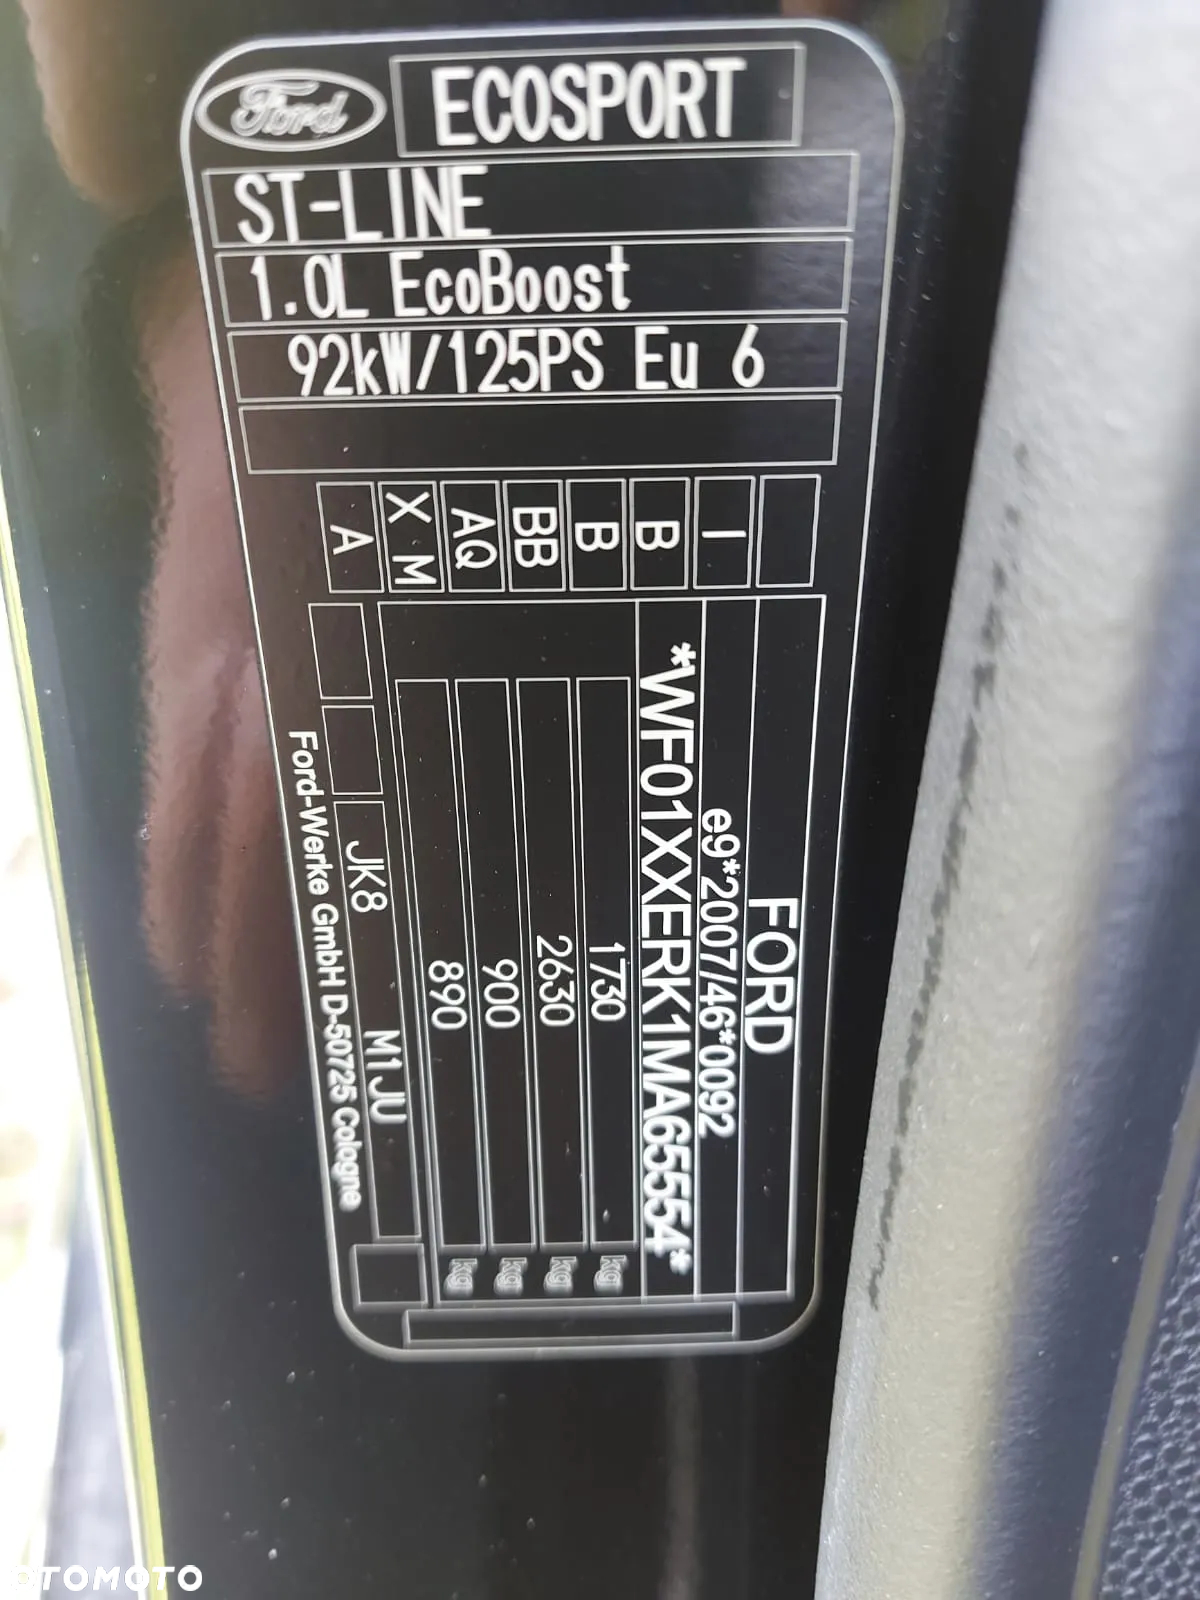 Ford
ECOSPORT
ST-LINE
1.0L EcoBoost
92kW/125PS Eu 6
A
X M
AQ
BB
B
B
I
FORD
e9*2007/46*0092
*WF01XXERK1MA65554*
1730 kg
2630 kg
900 kg
890 kg
JK8 M1JU
Ford-Werke GmbH D-50725 Cologne
OTOMOTO